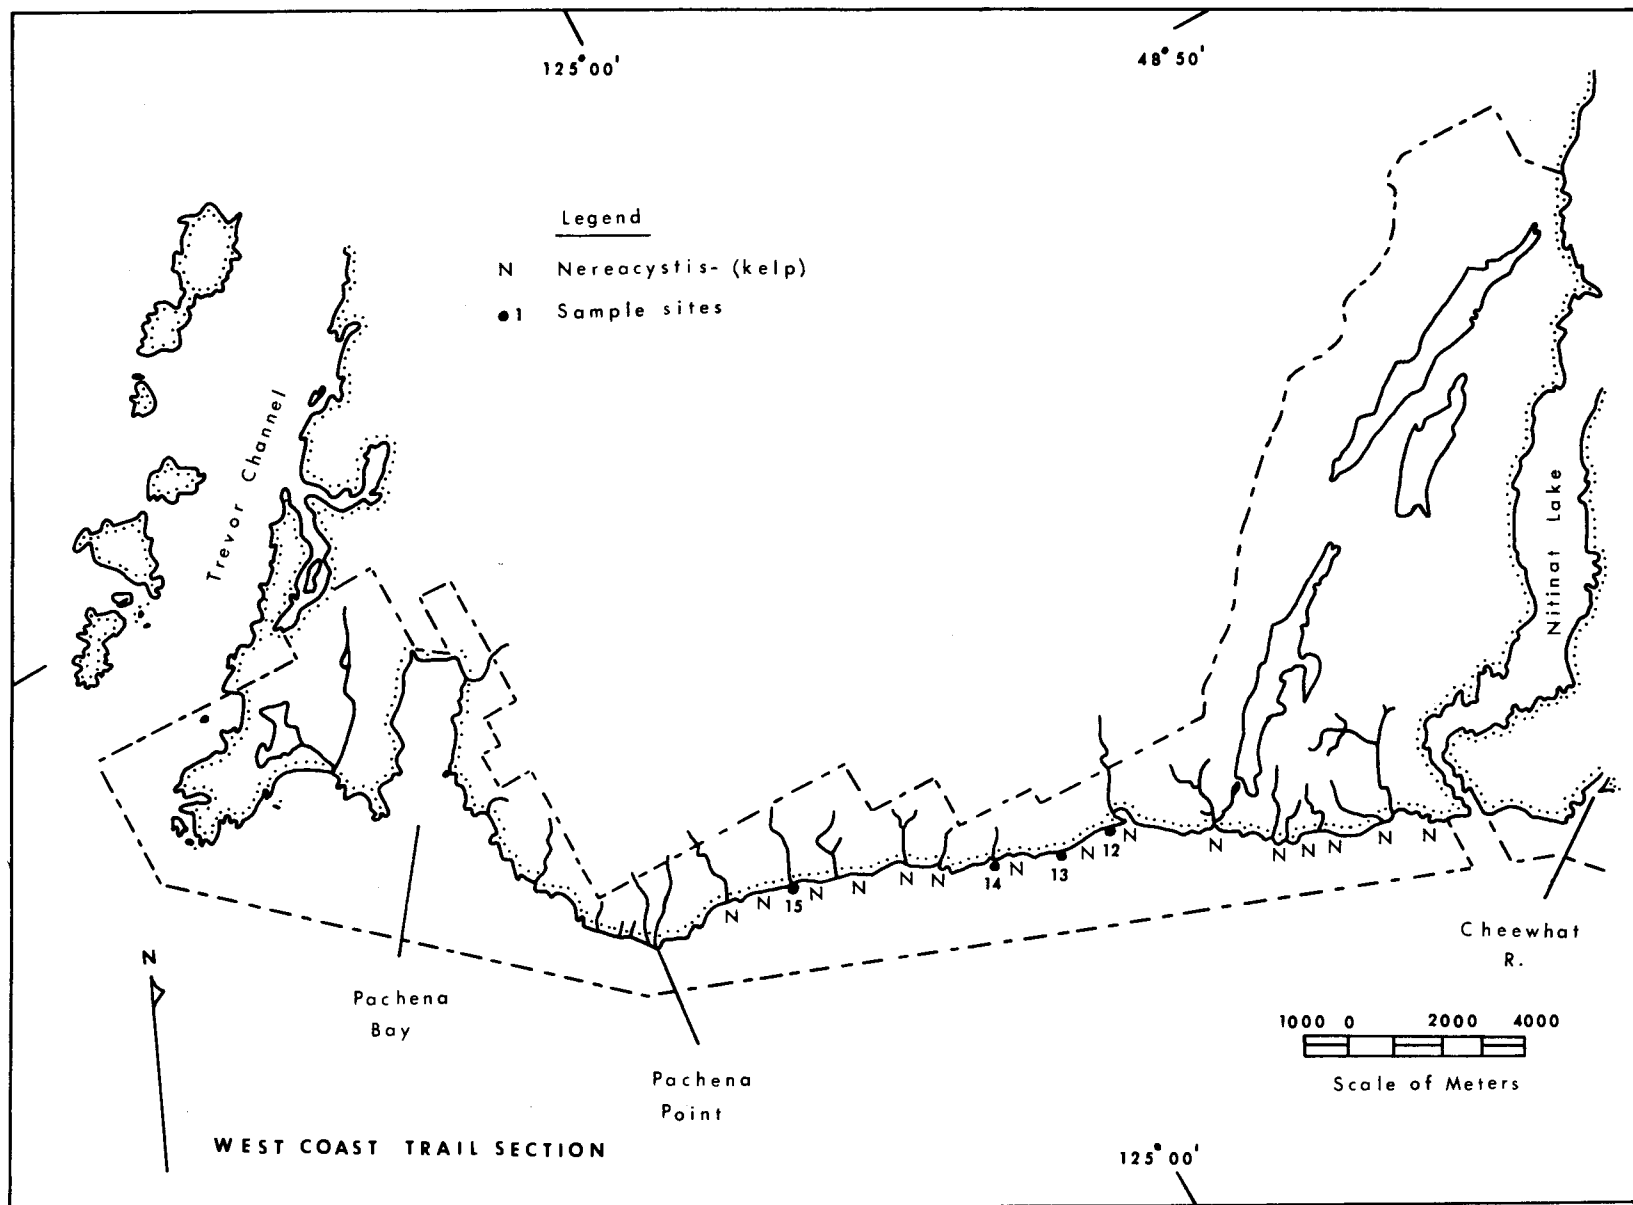 125°00'
48°50'
Legend
N Nereacystis- (kelp)
●1 Sample sites
Trevor Channel
Nitinat Lake
12
N
N
N
N
N
N
N
N
13
N
14
N
N
N
N
15
N
N
N
Cheewhat
R.
N
Pachena
Bay
1000 0 2000 4000
Scale of Meters
Pachena
Point
WEST COAST TRAIL SECTION
125°00'